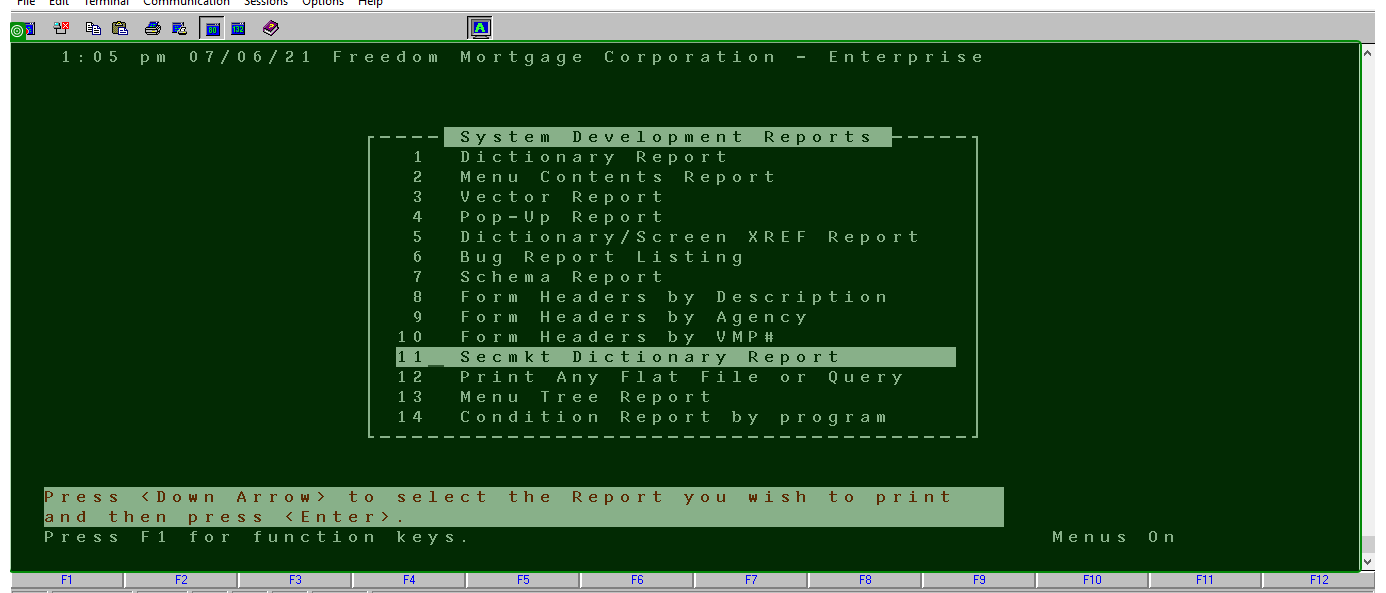 File Edit Terminal Communication Sessions Options Help
80 132 A
1:05 pm 07/06/21 Freedom Mortgage Corporation - Enterprise
System Development Reports
1 Dictionary Report
2 Menu Contents Report
3 Vector Report
4 Pop-Up Report
5 Dictionary/Screen XREF Report
6 Bug Report Listing
7 Schema Report
8 Form Headers by Description
9 Form Headers by Agency
10 Form Headers by VMP#
11_ Secmkt Dictionary Report
12 Print Any Flat File or Query
13 Menu Tree Report
14 Condition Report by program
Press <Down Arrow> to select the Report you wish to print
and then press <Enter>.
Press F1 for function keys. Menus On
F1 F2 F3 F4 F5 F6 F7 F8 F9 F10 F11 F12